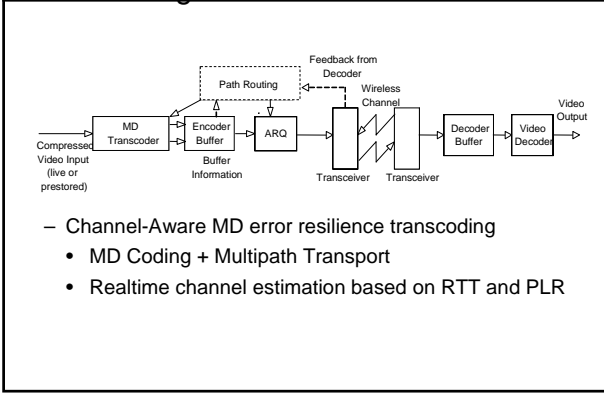 Feedback from
Decoder
Path Routing
Wireless
Channel
Video
Output
MD
Transcoder
Encoder
Buffer
ARQ
Decoder
Buffer
Video
Decoder
Compressed
Video Input
(live or
prestored)
Buffer
Information
Transceiver
Transceiver
– Channel-Aware MD error resilience transcoding
• MD Coding + Multipath Transport
• Realtime channel estimation based on RTT and PLR